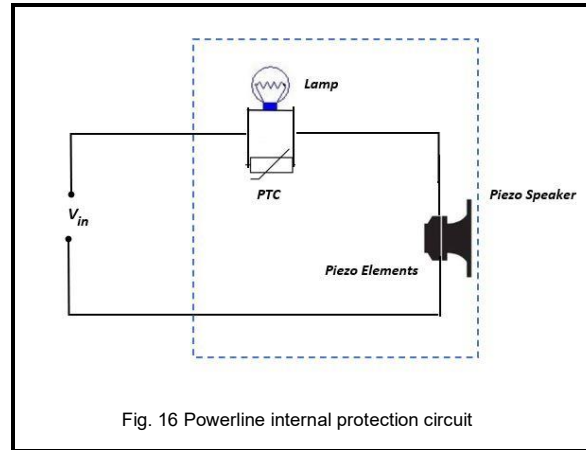 Lamp
PTC
V_in
Piezo Speaker
Piezo Elements
Fig. 16 Powerline internal protection circuit